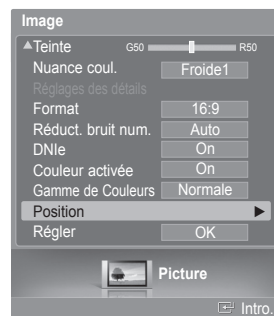 Image
Teinte G50 R50
Nuance coul. Froide1
Réglages des détails
Format 16:9
Réduct. bruit num. Auto
DNIe On
Couleur activée On
Gamme de Couleurs Normale
Position
Régler OK
Picture
Intro.